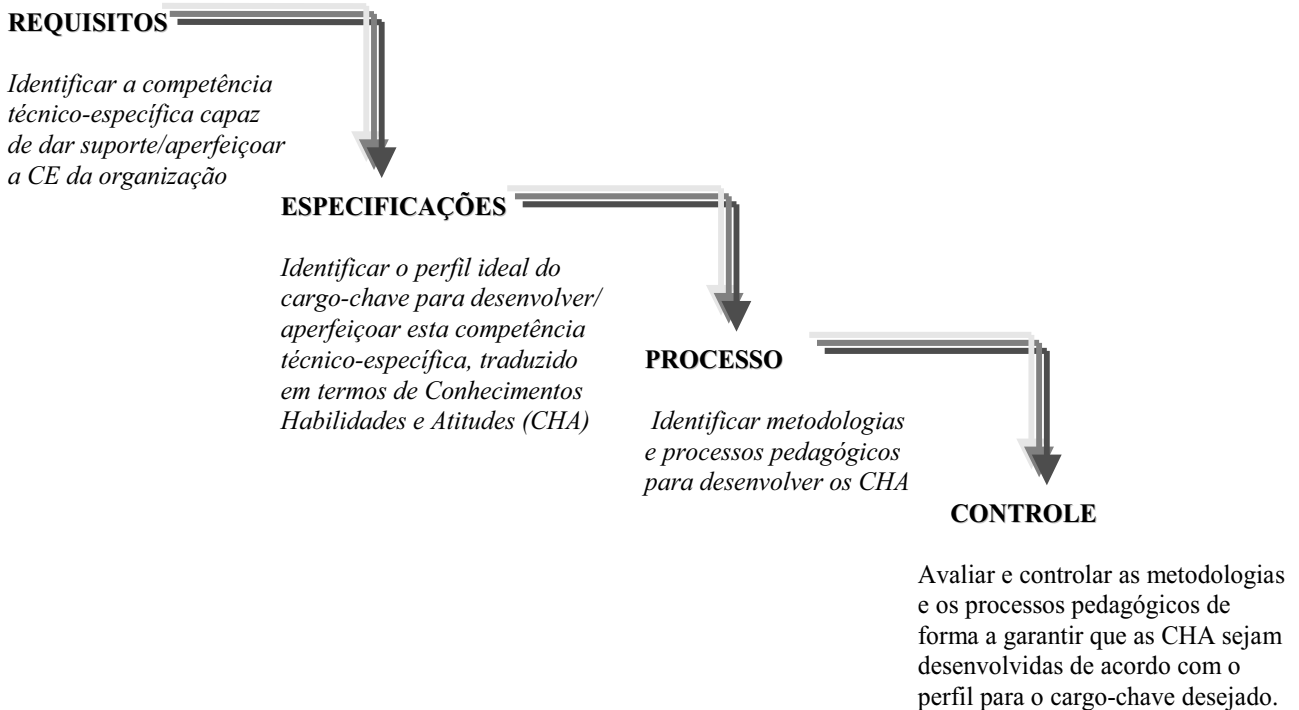 REQUISITOS
Identificar a competência
técnico-específica capaz
de dar suporte/aperfeiçoar
a CE da organização
ESPECIFICAÇÕES
Identificar o perfil ideal do
cargo-chave para desenvolver/
aperfeiçoar esta competência
técnico-específica, traduzido
em termos de Conhecimentos
Habilidades e Atitudes (CHA)
PROCESSO
Identificar metodologias
e processos pedagógicos
para desenvolver os CHA
CONTROLE
Avaliar e controlar as metodologias
e os processos pedagógicos de
forma a garantir que as CHA sejam
desenvolvidas de acordo com o
perfil para o cargo-chave desejado.